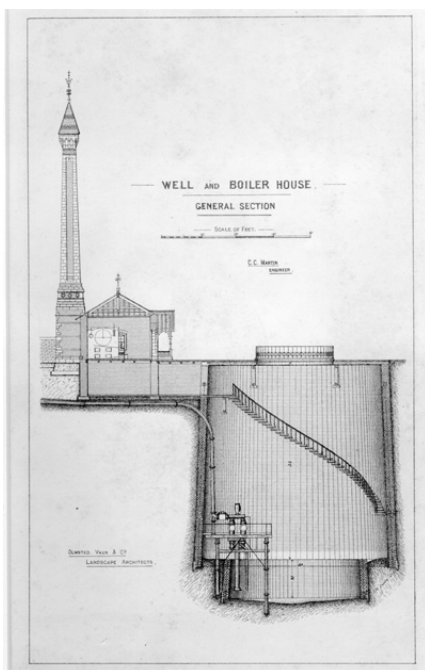 WELL AND BOILER HOUSE.
GENERAL SECTION
SCALE OF FEET.
C.C. MARTIN
ENGINEER.
OLMSTED, VAUX & CO
LANDSCAPE ARCHITECTS.